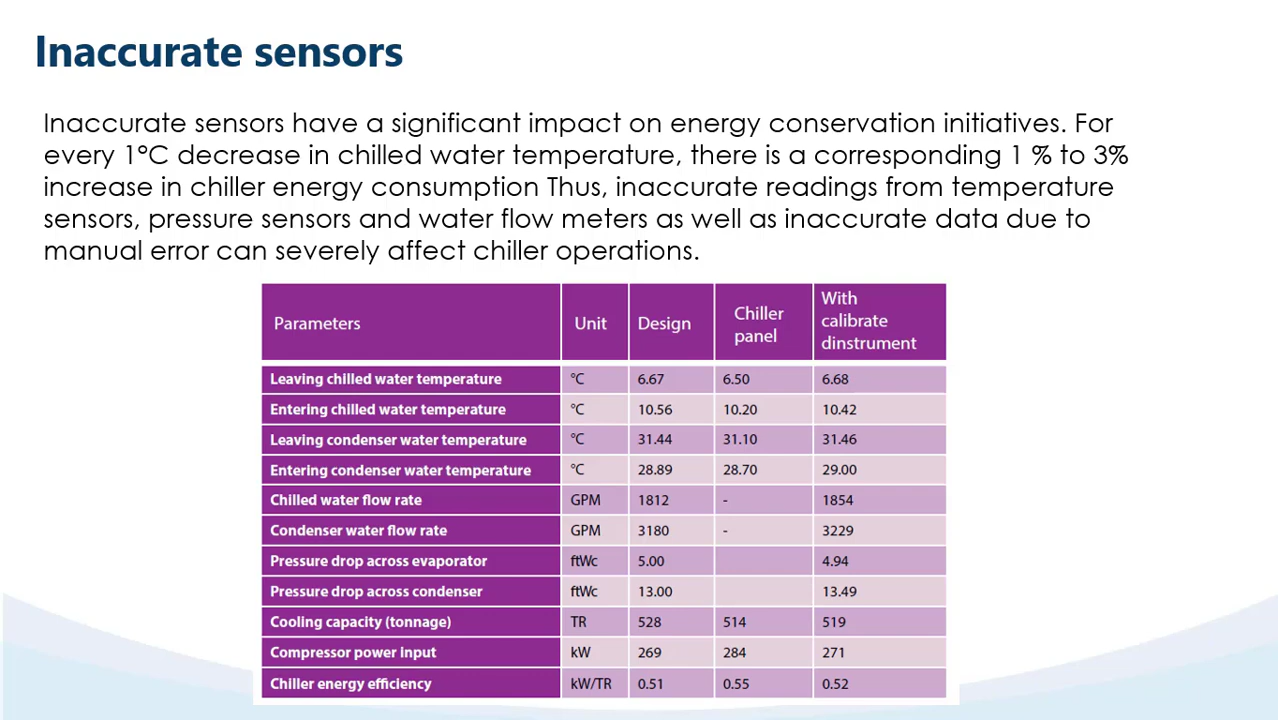 Inaccurate sensors
Inaccurate sensors have a significant impact on energy conservation initiatives. For
every 1°C decrease in chilled water temperature, there is a corresponding 1 % to 3%
increase in chiller energy consumption Thus, inaccurate readings from temperature
sensors, pressure sensors and water flow meters as well as inaccurate data due to
manual error can severely affect chiller operations.
Parameters Unit Design Chiller panel With calibrate dinstrument
Leaving chilled water temperature °C 6.67 6.50 6.68
Entering chilled water temperature °C 10.56 10.20 10.42
Leaving condenser water temperature °C 31.44 31.10 31.46
Entering condenser water temperature °C 28.89 28.70 29.00
Chilled water flow rate GPM 1812 - 1854
Condenser water flow rate GPM 3180 - 3229
Pressure drop across evaporator ftWc 5.00 4.94
Pressure drop across condenser ftWc 13.00 13.49
Cooling capacity (tonnage) TR 528 514 519
Compressor power input kW 269 284 271
Chiller energy efficiency kW/TR 0.51 0.55 0.52